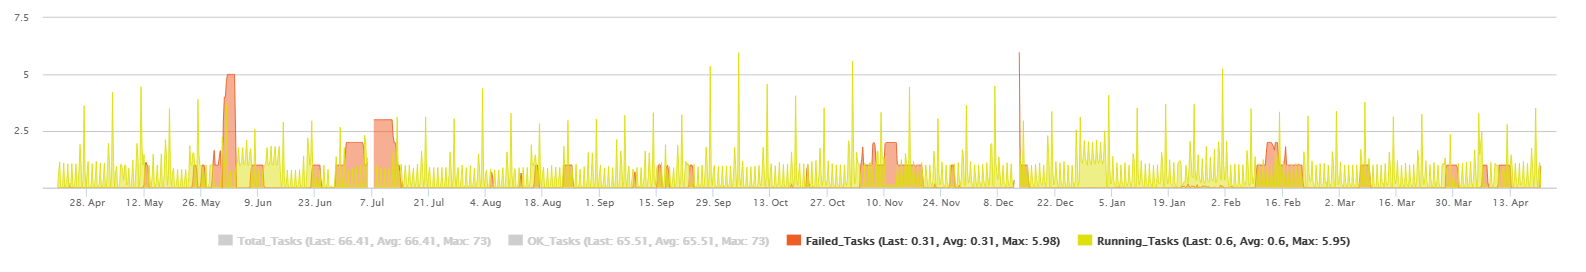 7.5
5
2.5
28. Apr 12. May 26. May 9. Jun 23. Jun 7. Jul 21. Jul 4. Aug 18. Aug 1. Sep 15. Sep 29. Sep 13. Oct 27. Oct 10. Nov 24. Nov 8. Dec 22. Dec 5. Jan 19. Jan 2. Feb 16. Feb 2. Mar 16. Mar 30. Mar 13. Apr
Total_Tasks (Last: 66.41, Avg: 66.41, Max: 73) OK_Tasks (Last: 65.51, Avg: 65.51, Max: 73) Failed_Tasks (Last: 0.31, Avg: 0.31, Max: 5.98) Running_Tasks (Last: 0.6, Avg: 0.6, Max: 5.95)